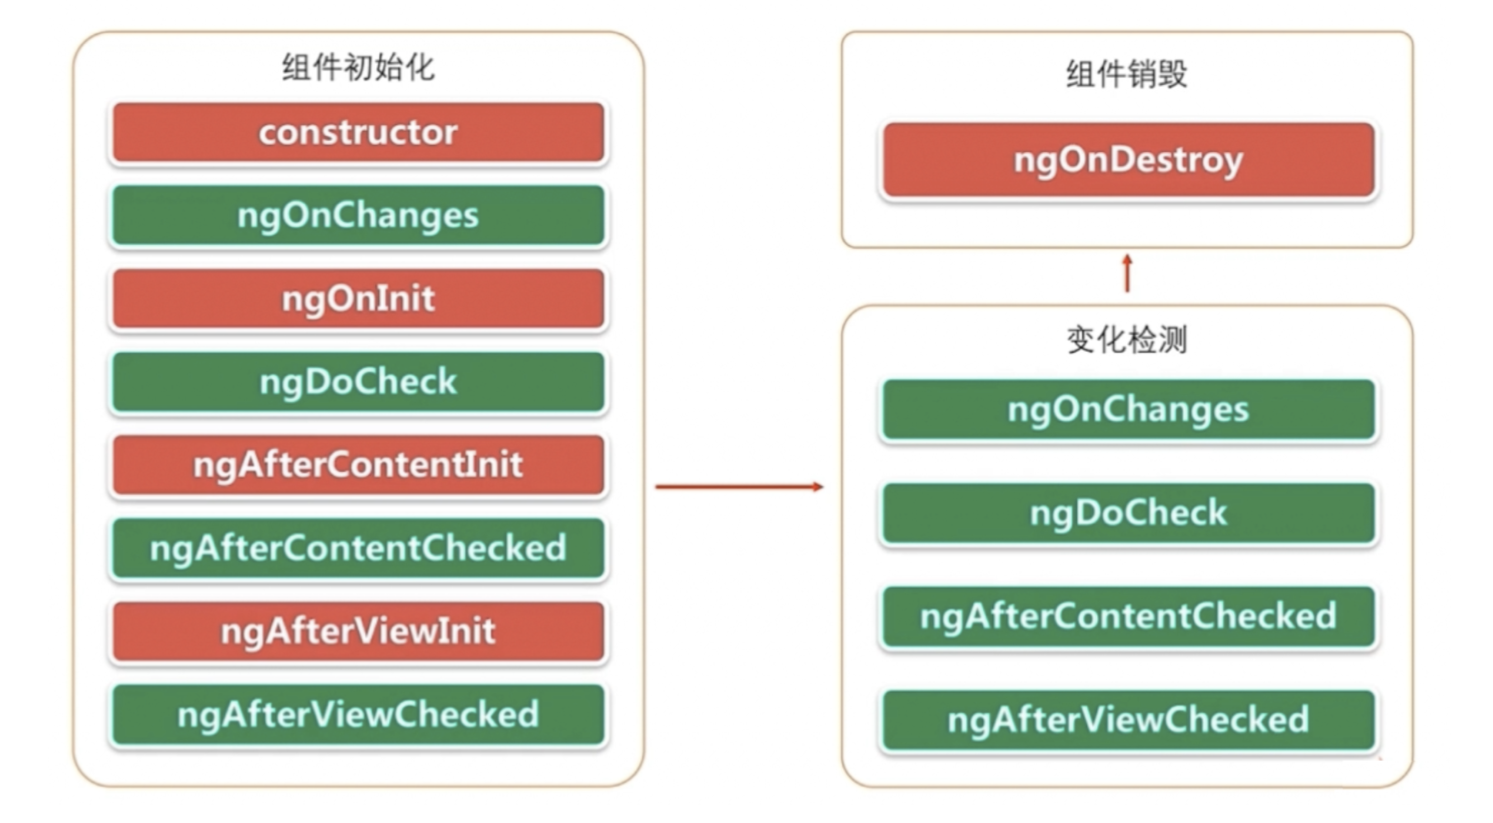 组件初始化
constructor
ngOnChanges
ngOnInit
ngDoCheck
ngAfterContentInit
ngAfterContentChecked
ngAfterViewInit
ngAfterViewChecked
组件销毁
ngOnDestroy
变化检测
ngOnChanges
ngDoCheck
ngAfterContentChecked
ngAfterViewChecked